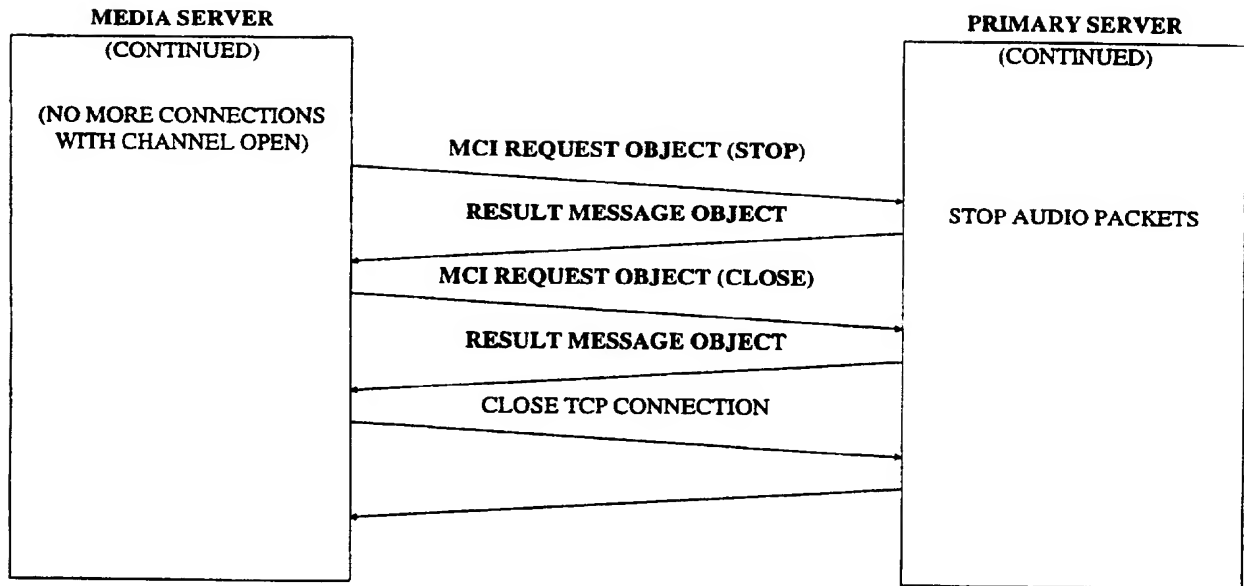 MEDIA SERVER
(CONTINUED)
(NO MORE CONNECTIONS
WITH CHANNEL OPEN)
PRIMARY SERVER
(CONTINUED)
MCI REQUEST OBJECT (STOP)
RESULT MESSAGE OBJECT
STOP AUDIO PACKETS
MCI REQUEST OBJECT (CLOSE)
RESULT MESSAGE OBJECT
CLOSE TCP CONNECTION